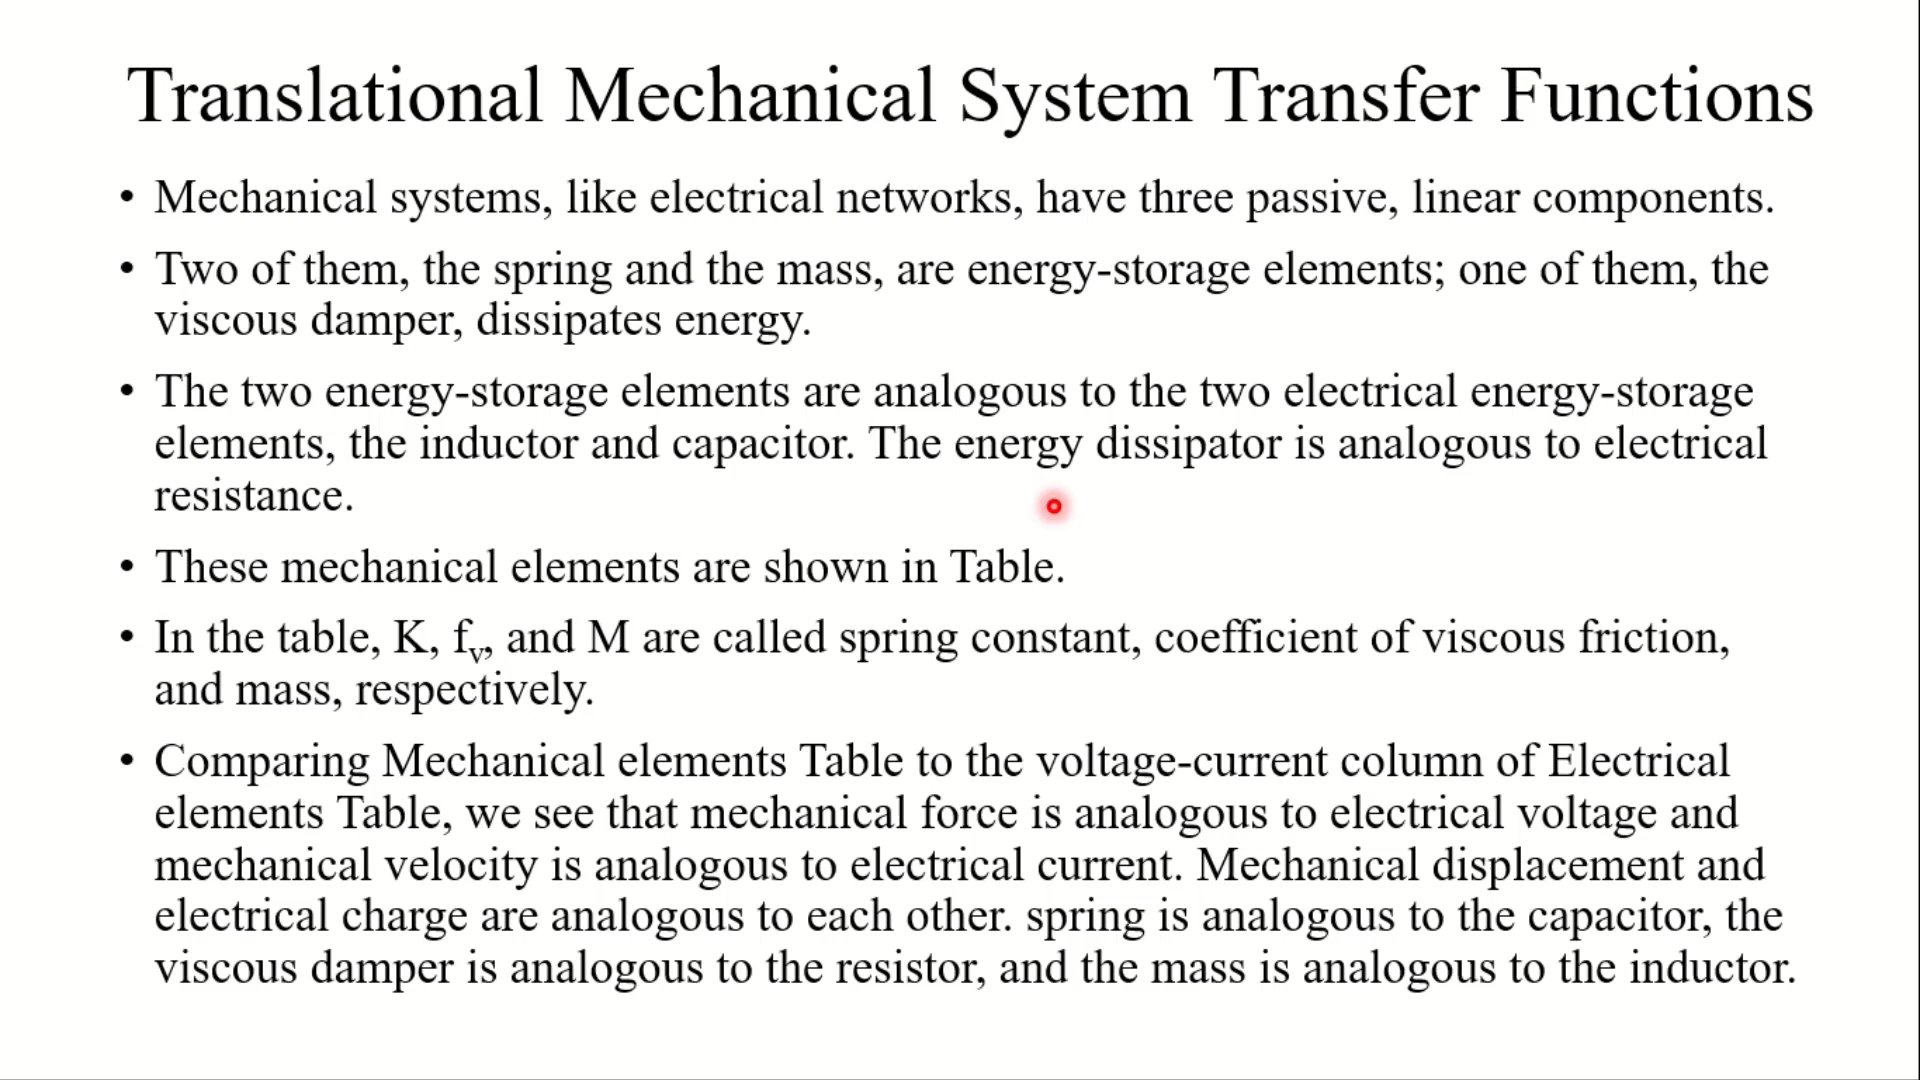 Translational Mechanical System Transfer Functions
• Mechanical systems, like electrical networks, have three passive, linear components.
• Two of them, the spring and the mass, are energy-storage elements; one of them, the
viscous damper, dissipates energy.
• The two energy-storage elements are analogous to the two electrical energy-storage
elements, the inductor and capacitor. The energy dissipator is analogous to electrical
resistance.
• These mechanical elements are shown in Table.
• In the table, K, fᵥ, and M are called spring constant, coefficient of viscous friction,
and mass, respectively.
• Comparing Mechanical elements Table to the voltage-current column of Electrical
elements Table, we see that mechanical force is analogous to electrical voltage and
mechanical velocity is analogous to electrical current. Mechanical displacement and
electrical charge are analogous to each other. spring is analogous to the capacitor, the
viscous damper is analogous to the resistor, and the mass is analogous to the inductor.